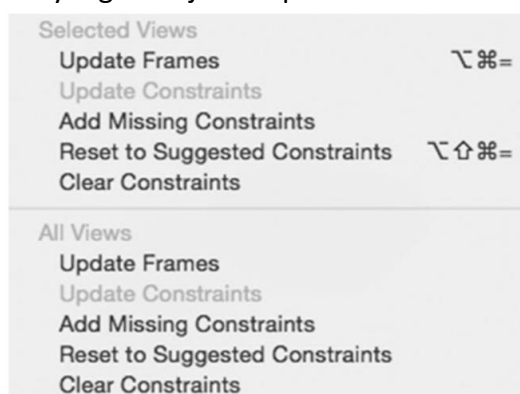 Selected Views
Update Frames ⌥⌘=
Update Constraints
Add Missing Constraints
Reset to Suggested Constraints ⌥⇧⌘=
Clear Constraints
All Views
Update Frames
Update Constraints
Add Missing Constraints
Reset to Suggested Constraints
Clear Constraints